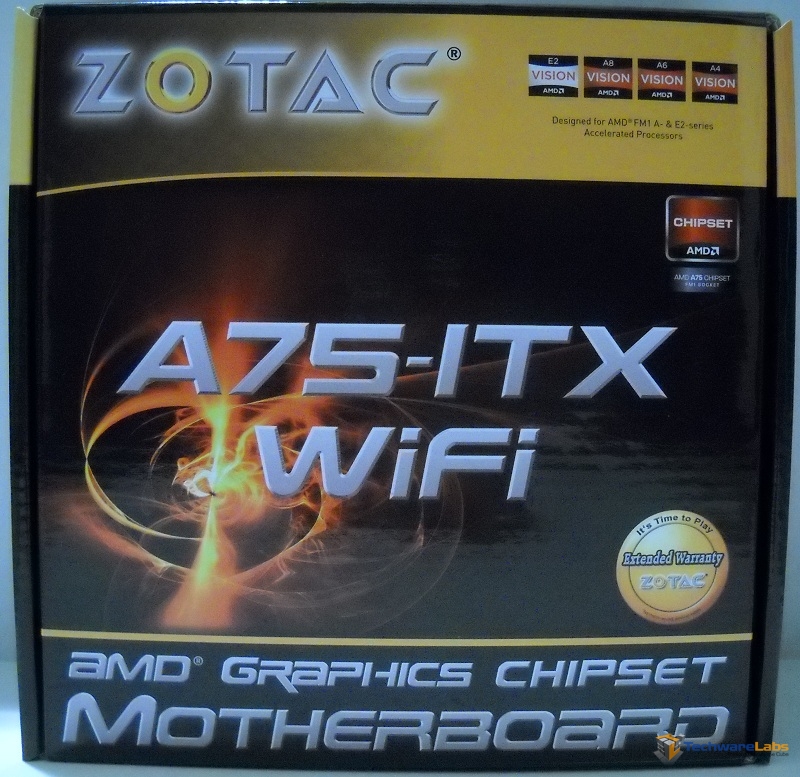 ZOTAC®
E2 A8 A6 A4
VISION VISION VISION VISION
AMD AMD AMD AMD
Designed for AMD® FM1 A- & E2-series
Accelerated Processors
CHIPSET
AMD
AMD A75 CHIPSET
FM1 SOCKET
A75-ITX
WiFi
It's Time to Play
Extended Warranty
ZOTAC
AMD® GRAPHICS CHIPSET
MOTHERBOARD
TechwareLabs